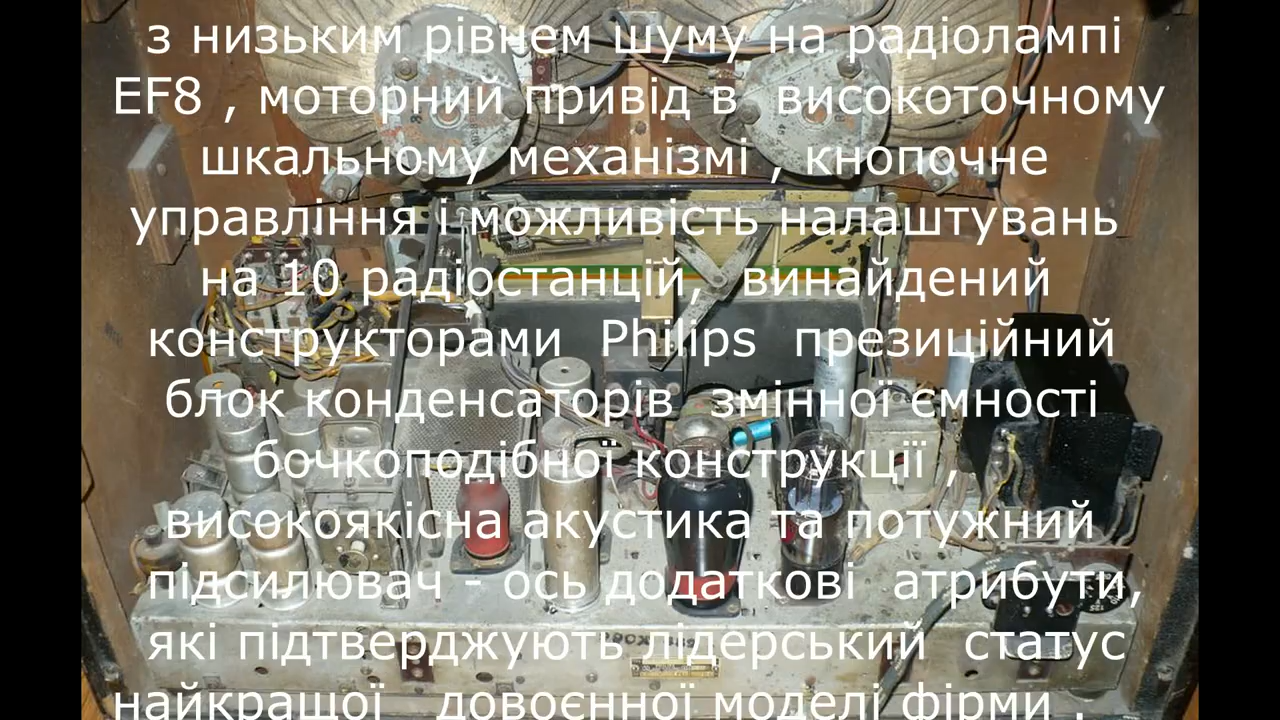 з низьким рівнем шуму на радіолампі
EF8 , моторний привід в високоточному
шкальному механізмі , кнопочне
управління і можливість налаштувань
на 10 радіостанцій, винайдений
конструкторами Philips презиційний
блок конденсаторів змінної ємності
бочкоподібної конструкції ,
високоякісна акустика та потужний
підсилювач - ось додаткові атрибути,
які підтверджують лідерський статус
найкращої довоєнної моделі фірми .